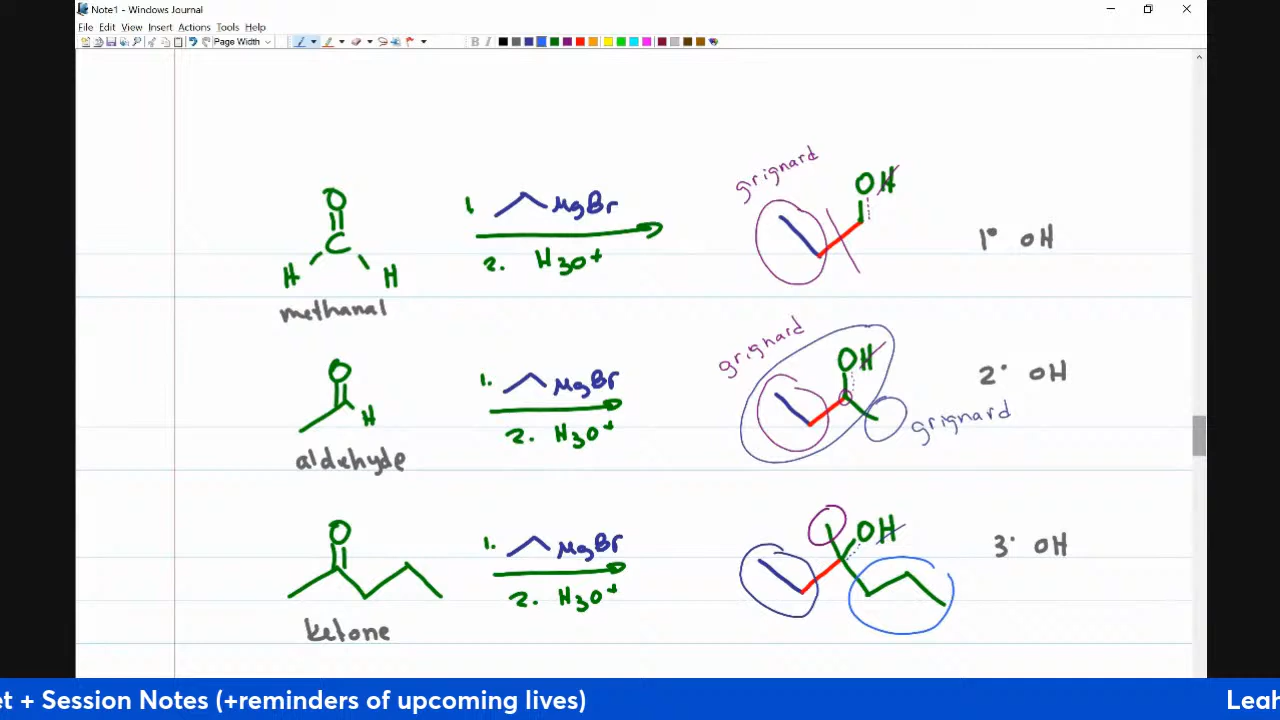 Note1 - Windows Journal
File Edit View Insert Actions Tools Help
Page Width
B I
grignard
O
C
H H
methanal
1. MgBr
2. H3O+
OH
1° OH
grignard
O
H
aldehyde
1. MgBr
2. H3O+
OH
grignard
2° OH
O
ketone
1. MgBr
2. H3O+
OH
3° OH
et + Session Notes (+reminders of upcoming lives)
Leah